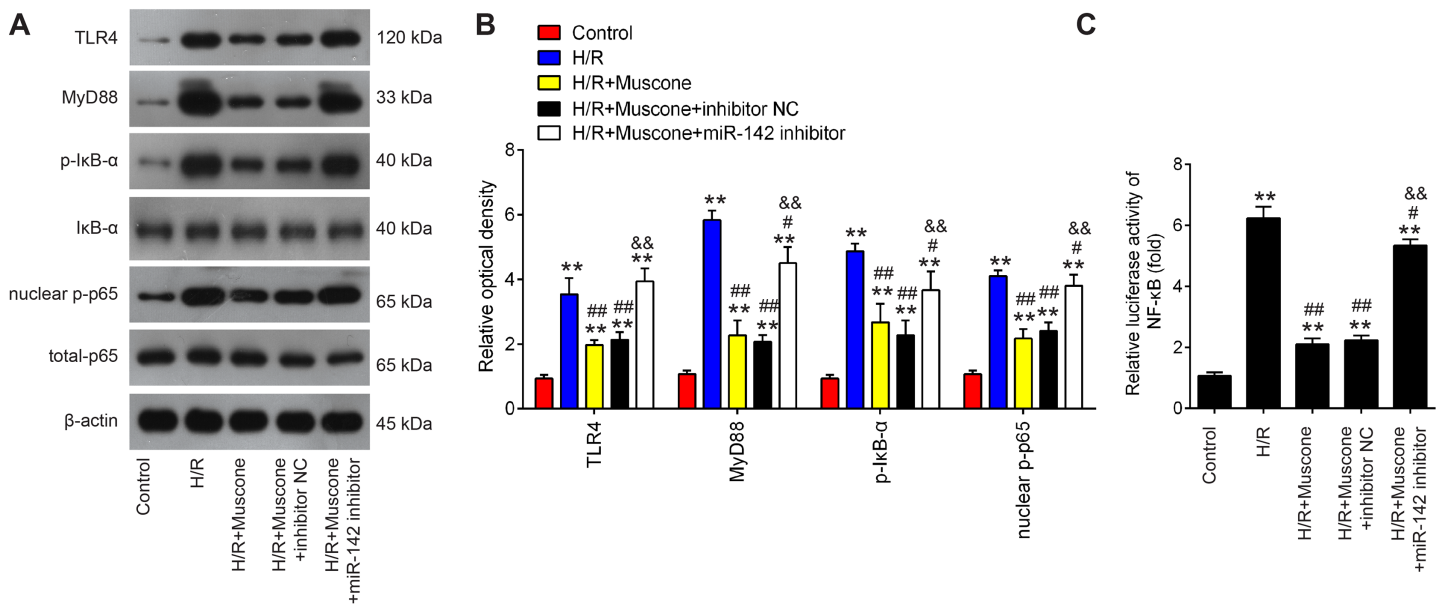 A
TLR4
120 kDa
MyD88
33 kDa
p-IκB-α
40 kDa
IκB-α
40 kDa
nuclear p-p65
65 kDa
total-p65
65 kDa
β-actin
45 kDa
Control
H/R
H/R+Muscone
H/R+Muscone
+inhibitor NC
H/R+Muscone
+miR-142 inhibitor
B
Control
H/R
H/R+Muscone
H/R+Muscone+inhibitor NC
H/R+Muscone+miR-142 inhibitor
Relative optical density
8
6
4
2
0
**
##
**
##
**
&&
**
**
##
**
##
**
&&
#
**
**
##
**
##
**
&&
#
**
**
##
**
##
**
&&
#
**
TLR4
MyD88
p-IκB-α
nuclear p-p65
C
Relative luciferase activity of
NF-κB (fold)
8
6
4
2
0
**
##
**
##
**
&&
#
**
Control
H/R
H/R+Muscone
H/R+Muscone
+inhibitor NC
H/R+Muscone
+miR-142 inhibitor